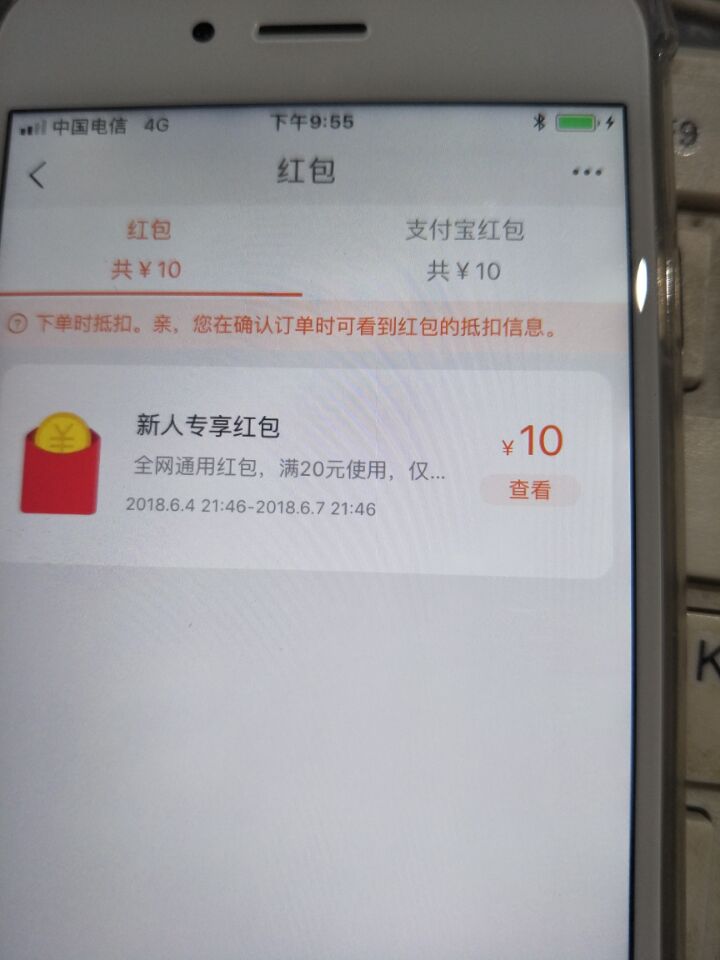 中国电信 4G 下午9:55
红包
红包 支付宝红包
共￥10 共￥10
下单时抵扣。亲，您在确认订单时可看到红包的抵扣信息。
新人专享红包
￥10
全网通用红包，满20元使用，仅...
查看
2018.6.4 21:46-2018.6.7 21:46
K